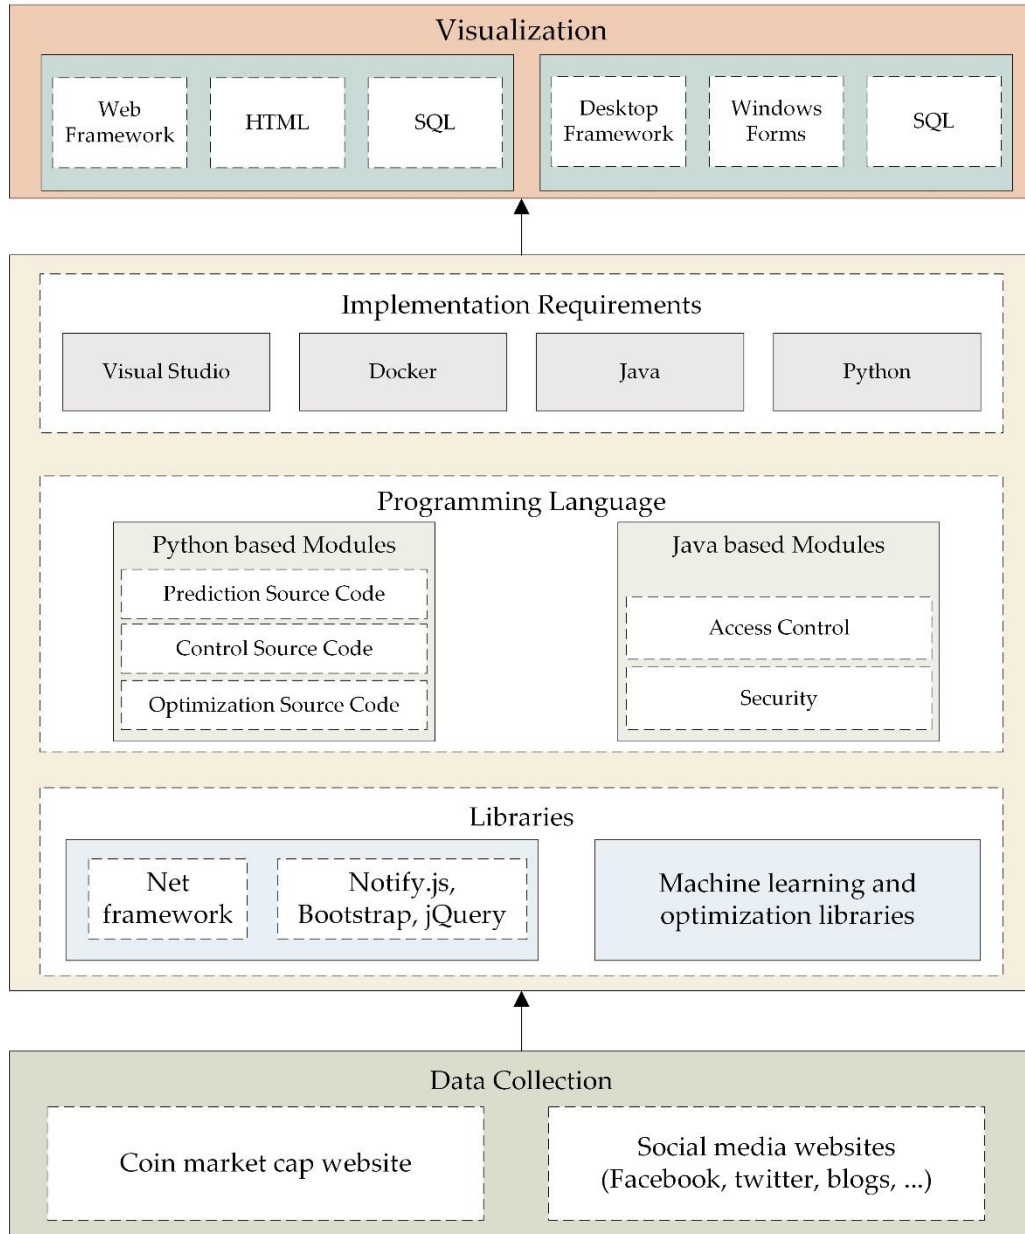 Visualization
Web
Framework
HTML
SQL
Desktop
Framework
Windows
Forms
SQL
Implementation Requirements
Visual Studio
Docker
Java
Python
Programming Language
Python based Modules
Prediction Source Code
Control Source Code
Optimization Source Code
Java based Modules
Access Control
Security
Libraries
Net
framework
Notify.js,
Bootstrap, jQuery
Machine learning and
optimization libraries
Data Collection
Coin market cap website
Social media websites
(Facebook, twitter, blogs, ...)